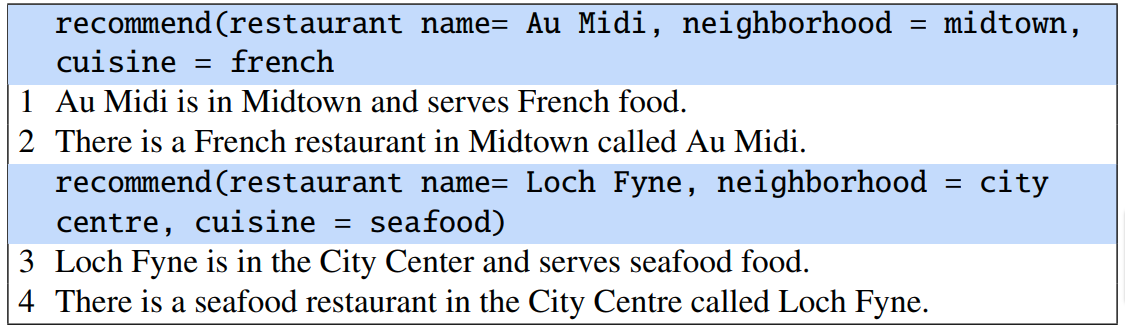 recommend(restaurant name= Au Midi, neighborhood = midtown,
cuisine = french
1 Au Midi is in Midtown and serves French food.
2 There is a French restaurant in Midtown called Au Midi.
recommend(restaurant name= Loch Fyne, neighborhood = city
centre, cuisine = seafood)
3 Loch Fyne is in the City Center and serves seafood food.
4 There is a seafood restaurant in the City Centre called Loch Fyne.